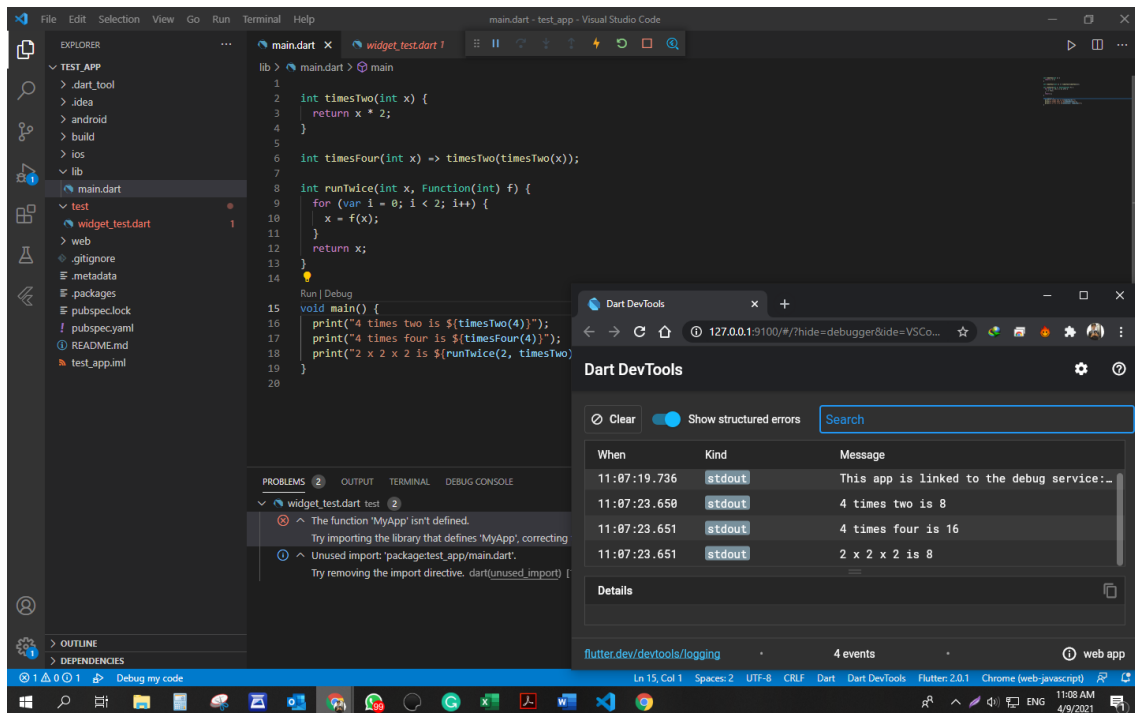 File Edit Selection View Go Run Terminal Help
main.dart - test_app - Visual Studio Code
EXPLORER
TEST_APP
.dart_tool
.idea
android
build
ios
lib
main.dart
test
widget_test.dart 1
web
.gitignore
.metadata
.packages
pubspec.lock
pubspec.yaml
README.md
test_app.iml
OUTLINE
DEPENDENCIES
main.dart
widget_test.dart 1
lib > main.dart > main
1
2 int timesTwo(int x) {
3 return x * 2;
4 }
5
6 int timesFour(int x) => timesTwo(timesTwo(x));
7
8 int runTwice(int x, Function(int) f) {
9 for (var i = 0; i < 2; i++) {
10 x = f(x);
11 }
12 return x;
13 }
14
Run | Debug
15 void main() {
16 print("4 times two is ${timesTwo(4)}");
17 print("4 times four is ${timesFour(4)}");
18 print("2 x 2 x 2 is ${runTwice(2, timesTwo)
19 }
20
PROBLEMS 2 OUTPUT TERMINAL DEBUG CONSOLE
widget_test.dart test 2
The function 'MyApp' isn't defined.
Try importing the library that defines 'MyApp', correcting
Unused import: 'package:test_app/main.dart'.
Try removing the import directive. dart(unused_import) [
Dart DevTools
127.0.0.1:9100/#/?hide=debugger&ide=VSCo...
Dart DevTools
Clear Show structured errors Search
When Kind Message
11:07:19.736 stdout This app is linked to the debug service:…
11:07:23.650 stdout 4 times two is 8
11:07:23.651 stdout 4 times four is 16
11:07:23.651 stdout 2 x 2 x 2 is 8
Details
flutter.dev/devtools/logging • 4 events • web app
1 0 1 Debug my code
Ln 15, Col 1 Spaces: 2 UTF-8 CRLF Dart Dart DevTools Flutter: 2.0.1 Chrome (web-javascript)
99
ENG
11:08 AM
4/9/2021